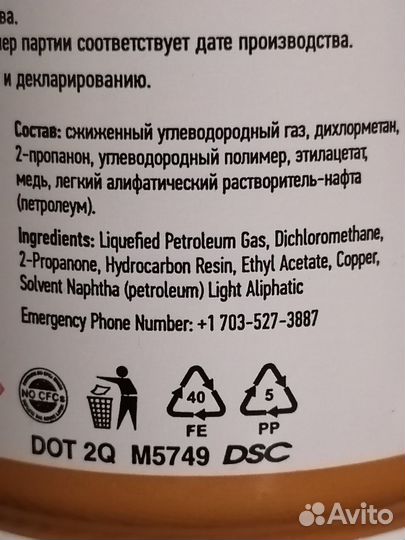 ва.
ер партии соответствует дате производства.
и декларированию.
Состав: сжиженный углеводородный газ, дихлорметан,
2-пропанон, углеводородный полимер, этилацетат,
медь, легкий алифатический растворитель-нафта
(петролеум).
Ingredients: Liquefied Petroleum Gas, Dichloromethane,
2-Propanone, Hydrocarbon Resin, Ethyl Acetate, Copper,
Solvent Naphtha (petroleum) Light Aliphatic
Emergency Phone Number: +1 703-527-3887
NO CFCs
40
5
FE
PP
DOT 2Q M5749 DSC
Avito